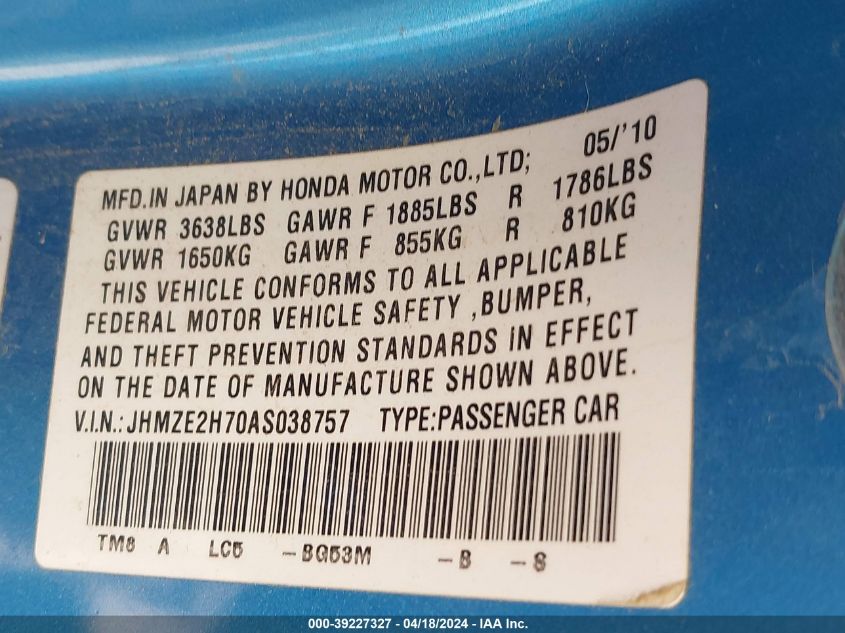 MFD.IN JAPAN BY HONDA MOTOR CO.,LTD; 05/'10
GVWR 3638LBS GAWR F 1885LBS R 1786LBS
GVWR 1650KG GAWR F 855KG R 810KG
THIS VEHICLE CONFORMS TO ALL APPLICABLE
FEDERAL MOTOR VEHICLE SAFETY ,BUMPER,
AND THEFT PREVENTION STANDARDS IN EFFECT
ON THE DATE OF MANUFACTURE SHOWN ABOVE.
V.I.N.:JHMZE2H70AS038757 TYPE:PASSENGER CAR
TM8 A LC5 -BG53M -B -S
000-39227327 - 04/18/2024 - IAA Inc.